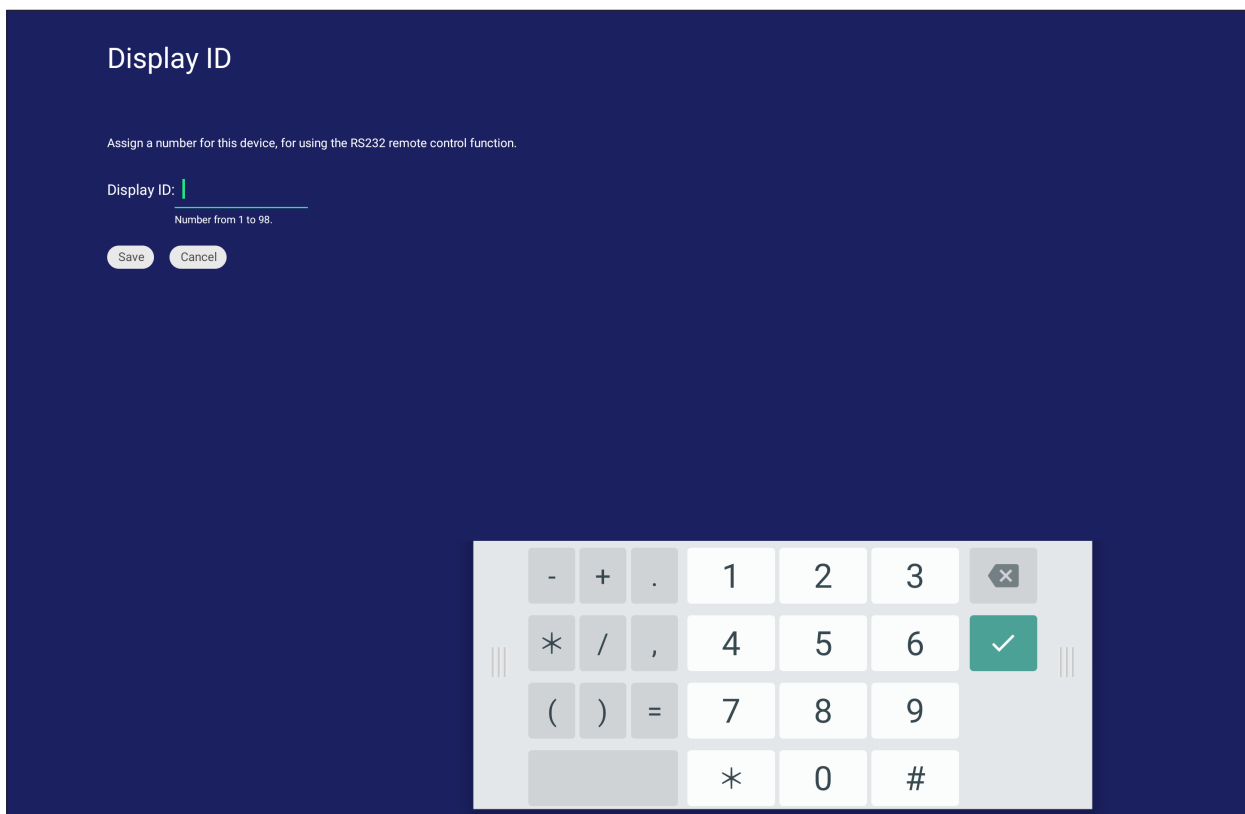 Display ID
Assign a number for this device, for using the RS232 remote control function.
Display ID:
Number from 1 to 98.
Save Cancel
- + . 1 2 3
* / , 4 5 6
( ) = 7 8 9
* 0 #